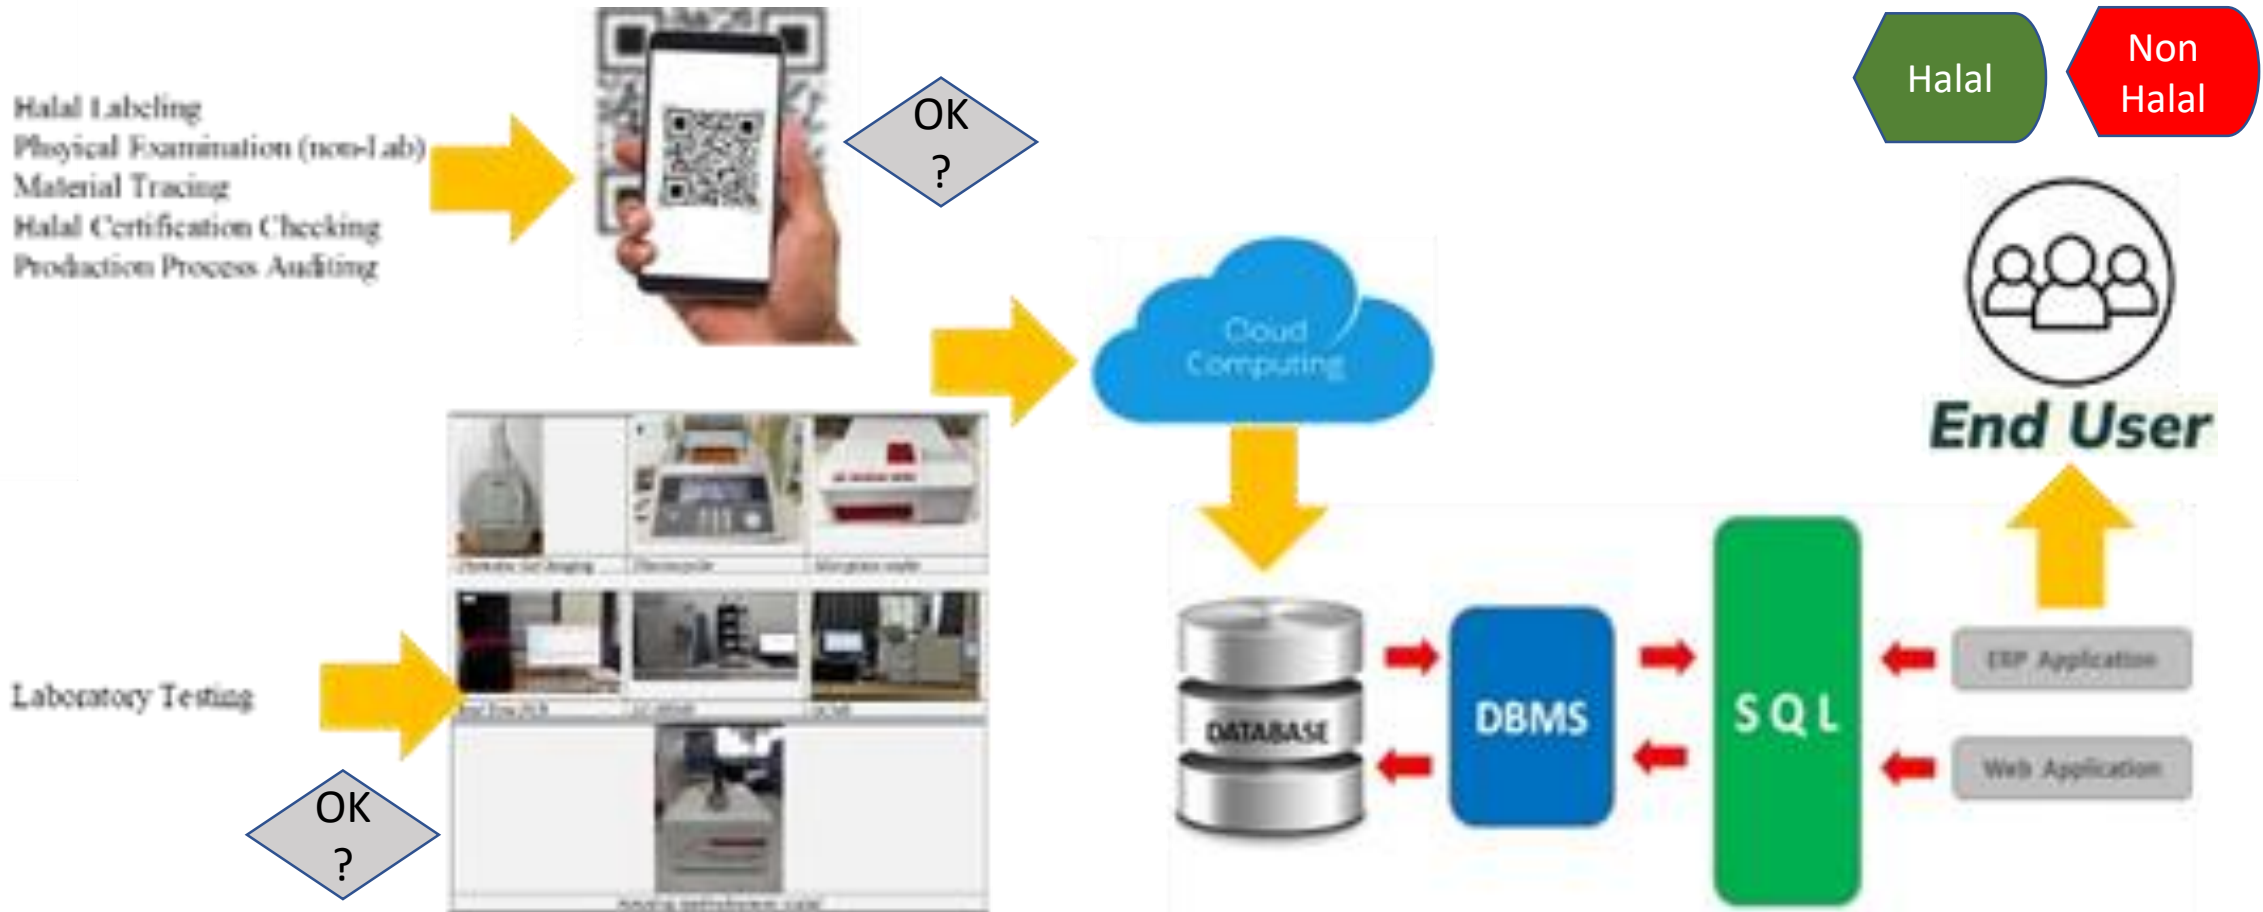 Halal Labeling
Phsyical Examination (non-Lab)
Material Tracing
Halal Certification Checking
Production Process Auditing
OK
?
Halal
Non
Halal
Cloud
Computing
End User
Laboratory Testing
OK
?
DATABASE
DBMS
SQL
ERP Application
Web Application